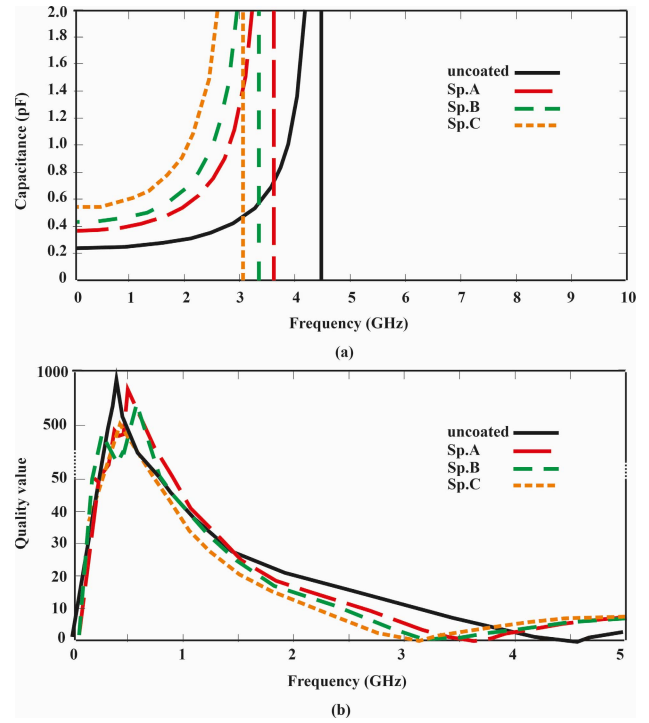 Capacitance (pF)
2.0
1.8
1.6
1.4
1.2
1.0
0.8
0.6
0.4
0.2
0
uncoated
Sp.A
Sp.B
Sp.C
0 1 2 3 4 5 6 7 8 9 10
Frequency (GHz)
(a)
Quality value
1000
500
50
40
30
20
10
0
uncoated
Sp.A
Sp.B
Sp.C
0 1 2 3 4 5
Frequency (GHz)
(b)